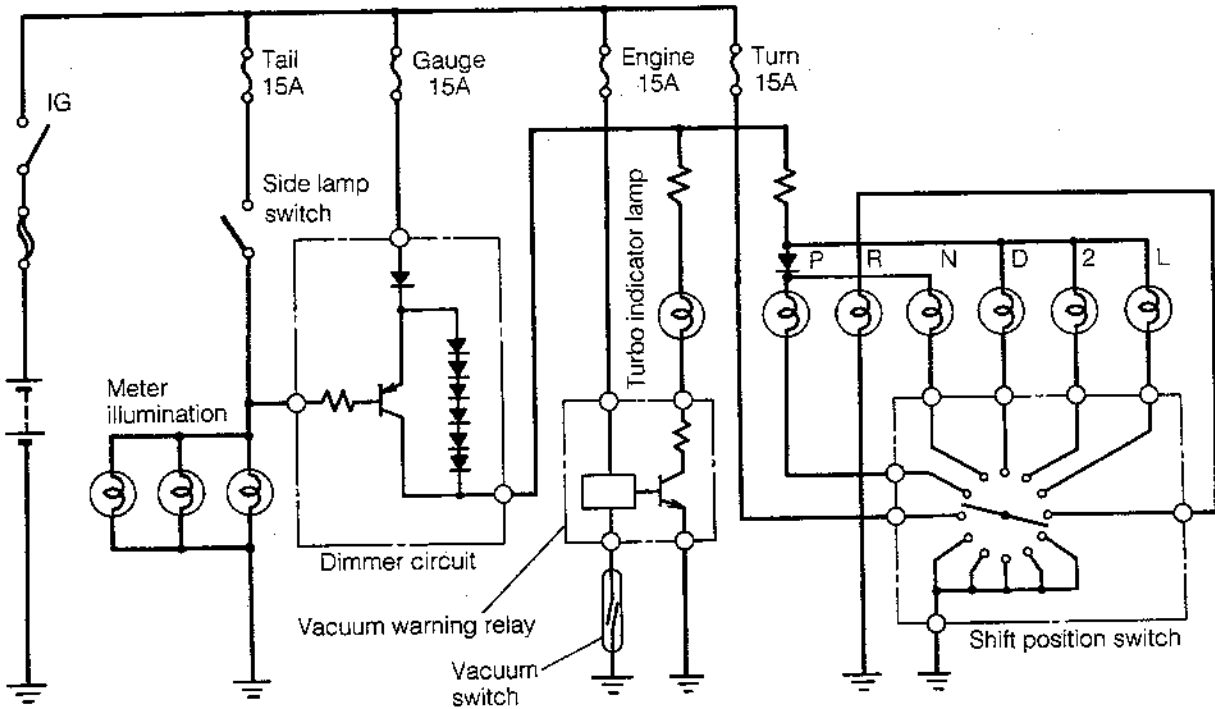 IG
Tail
15A
Gauge
15A
Engine
15A
Turn
15A
Side lamp
switch
Turbo indicator lamp
P R N D 2 L
Meter
illumination
Dimmer circuit
Vacuum warning relay
Vacuum
switch
Shift position switch